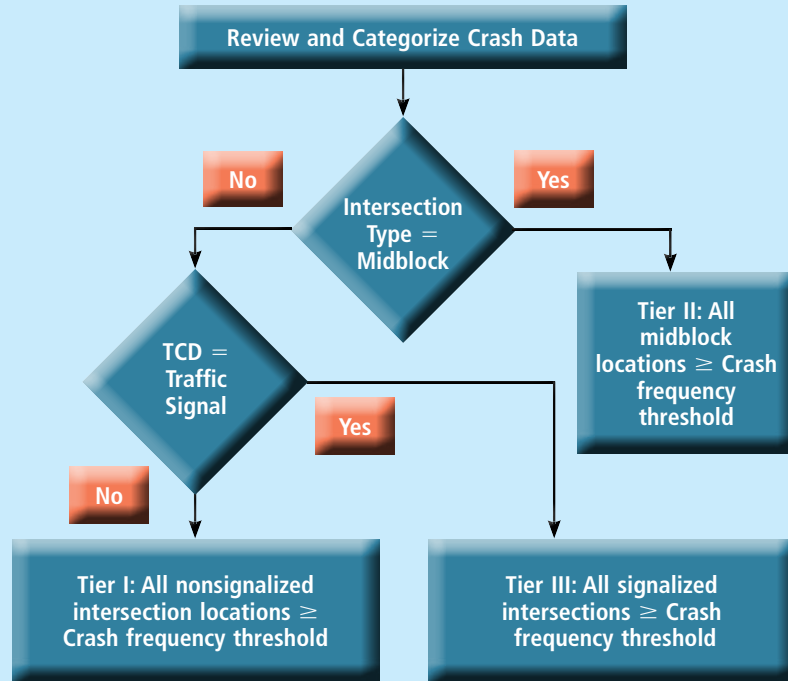 Review and Categorize Crash Data
No
Yes
Intersection
Type =
Midblock
Tier II: All
midblock
locations ≥ Crash
frequency
threshold
TCD =
Traffic
Signal
Yes
No
Tier I: All nonsignalized
intersection locations ≥
Crash frequency threshold
Tier III: All signalized
intersections ≥ Crash
frequency threshold